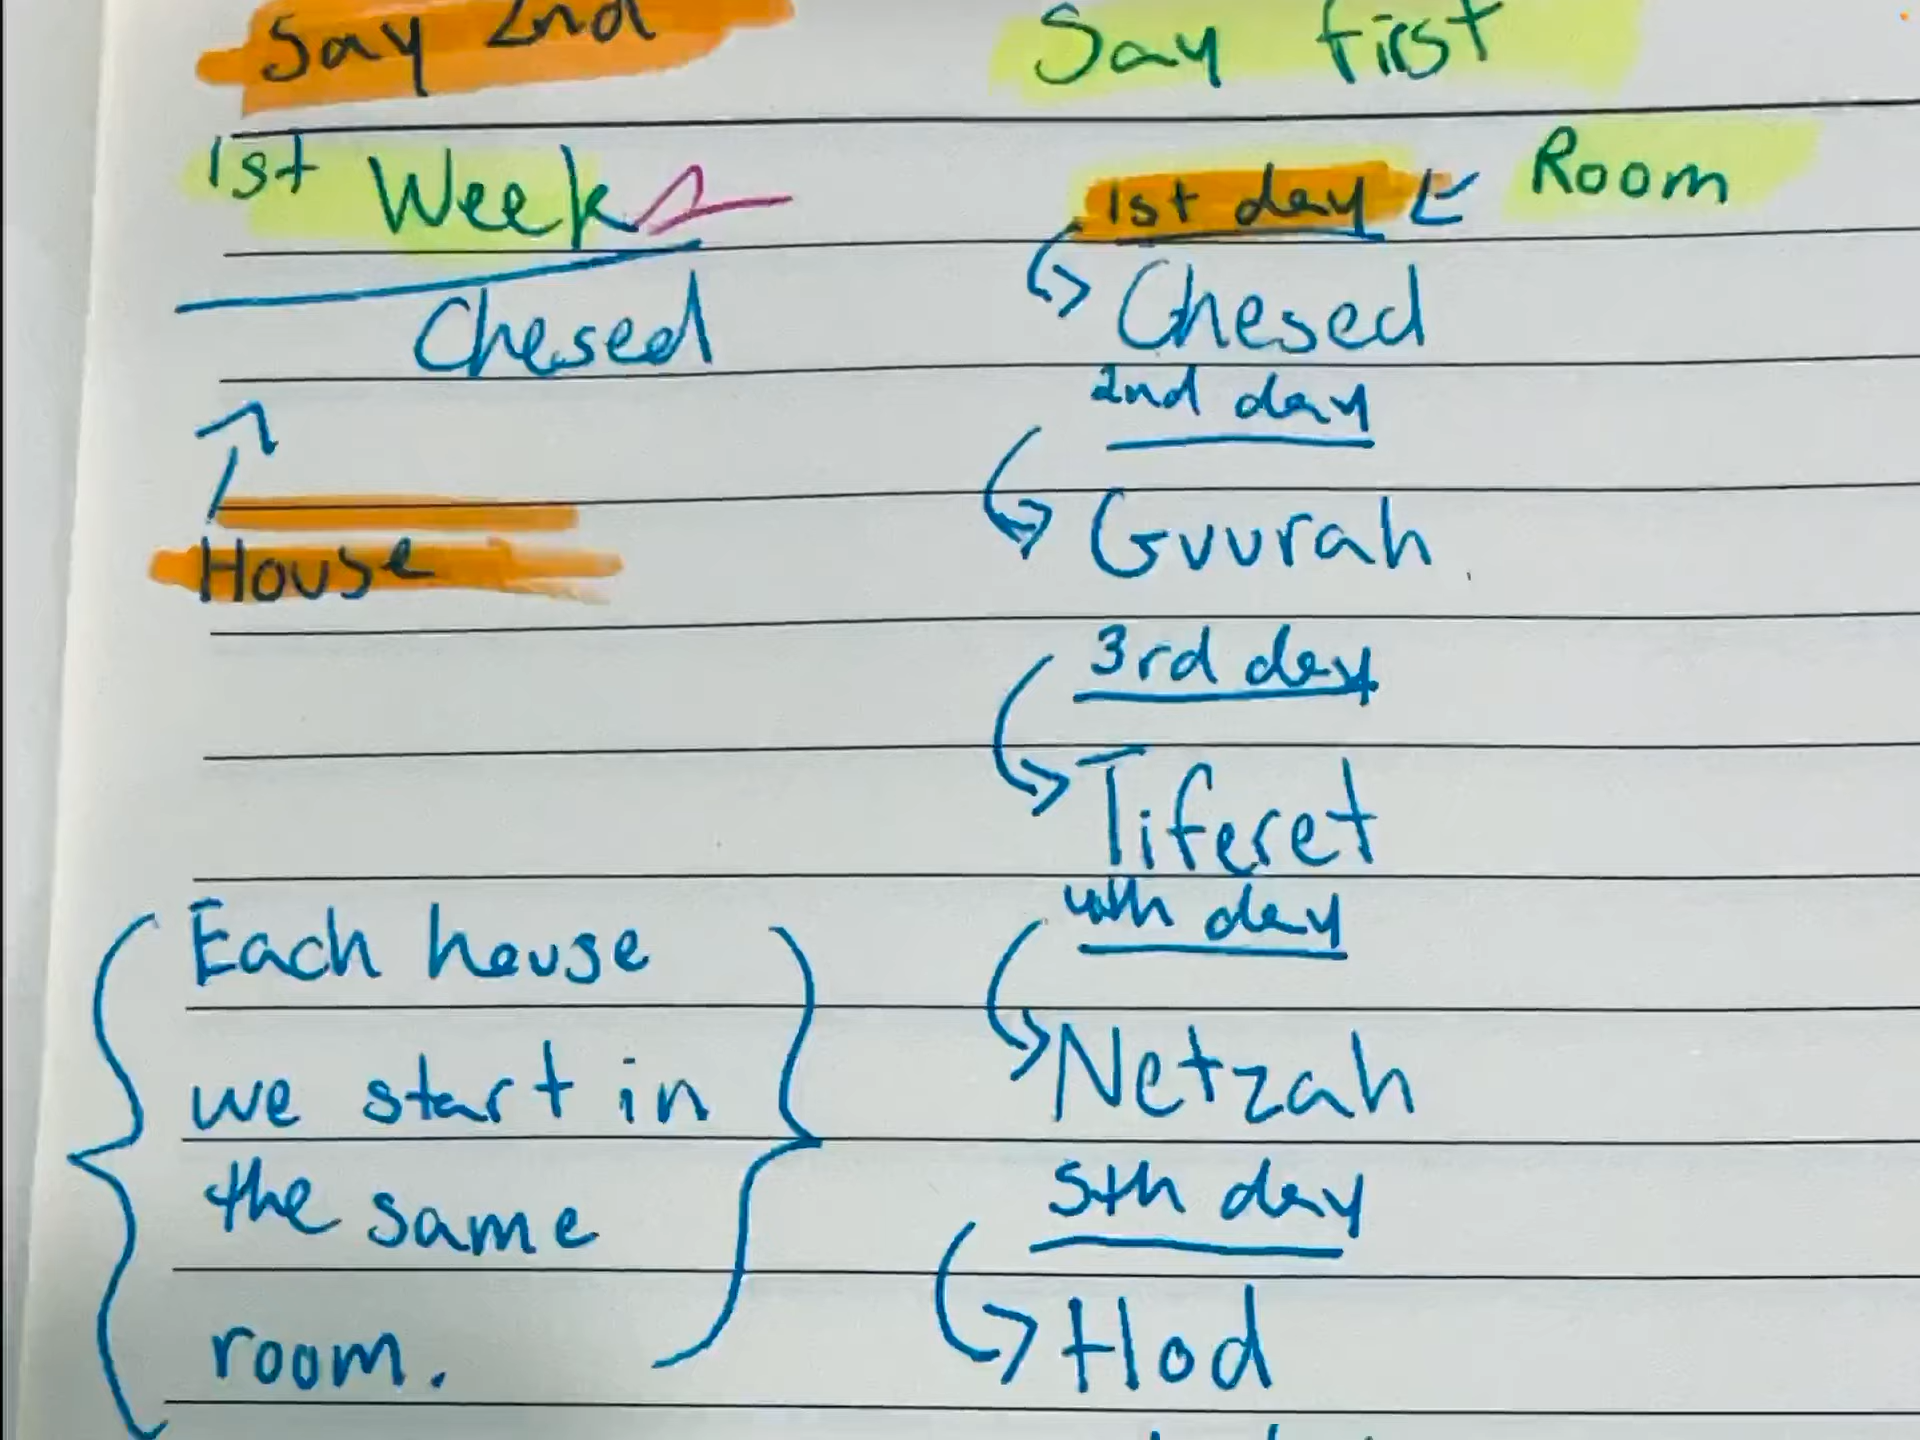 Say 2nd
Say first
1st Week
1st day
Room
Chesed
Chesed
2nd day
Gvurah
House
3rd day
Tiferet
4th day
Each house
Netzah
we start in
5th day
the same
Hod
room.